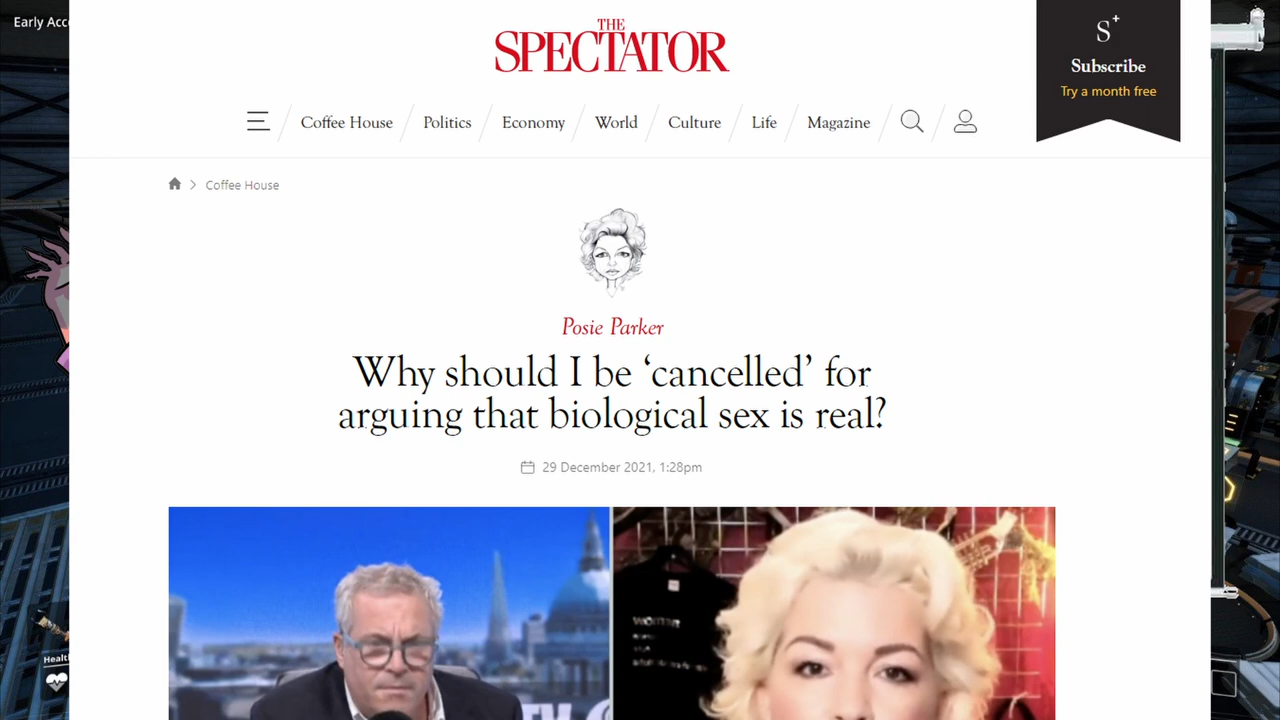 Early Acc
THE
SPECTATOR
S+
Subscribe
Try a month free
Coffee House
Politics
Economy
World
Culture
Life
Magazine
Coffee House
Posie Parker
Why should I be ‘cancelled’ for
arguing that biological sex is real?
29 December 2021, 1:28pm
Health